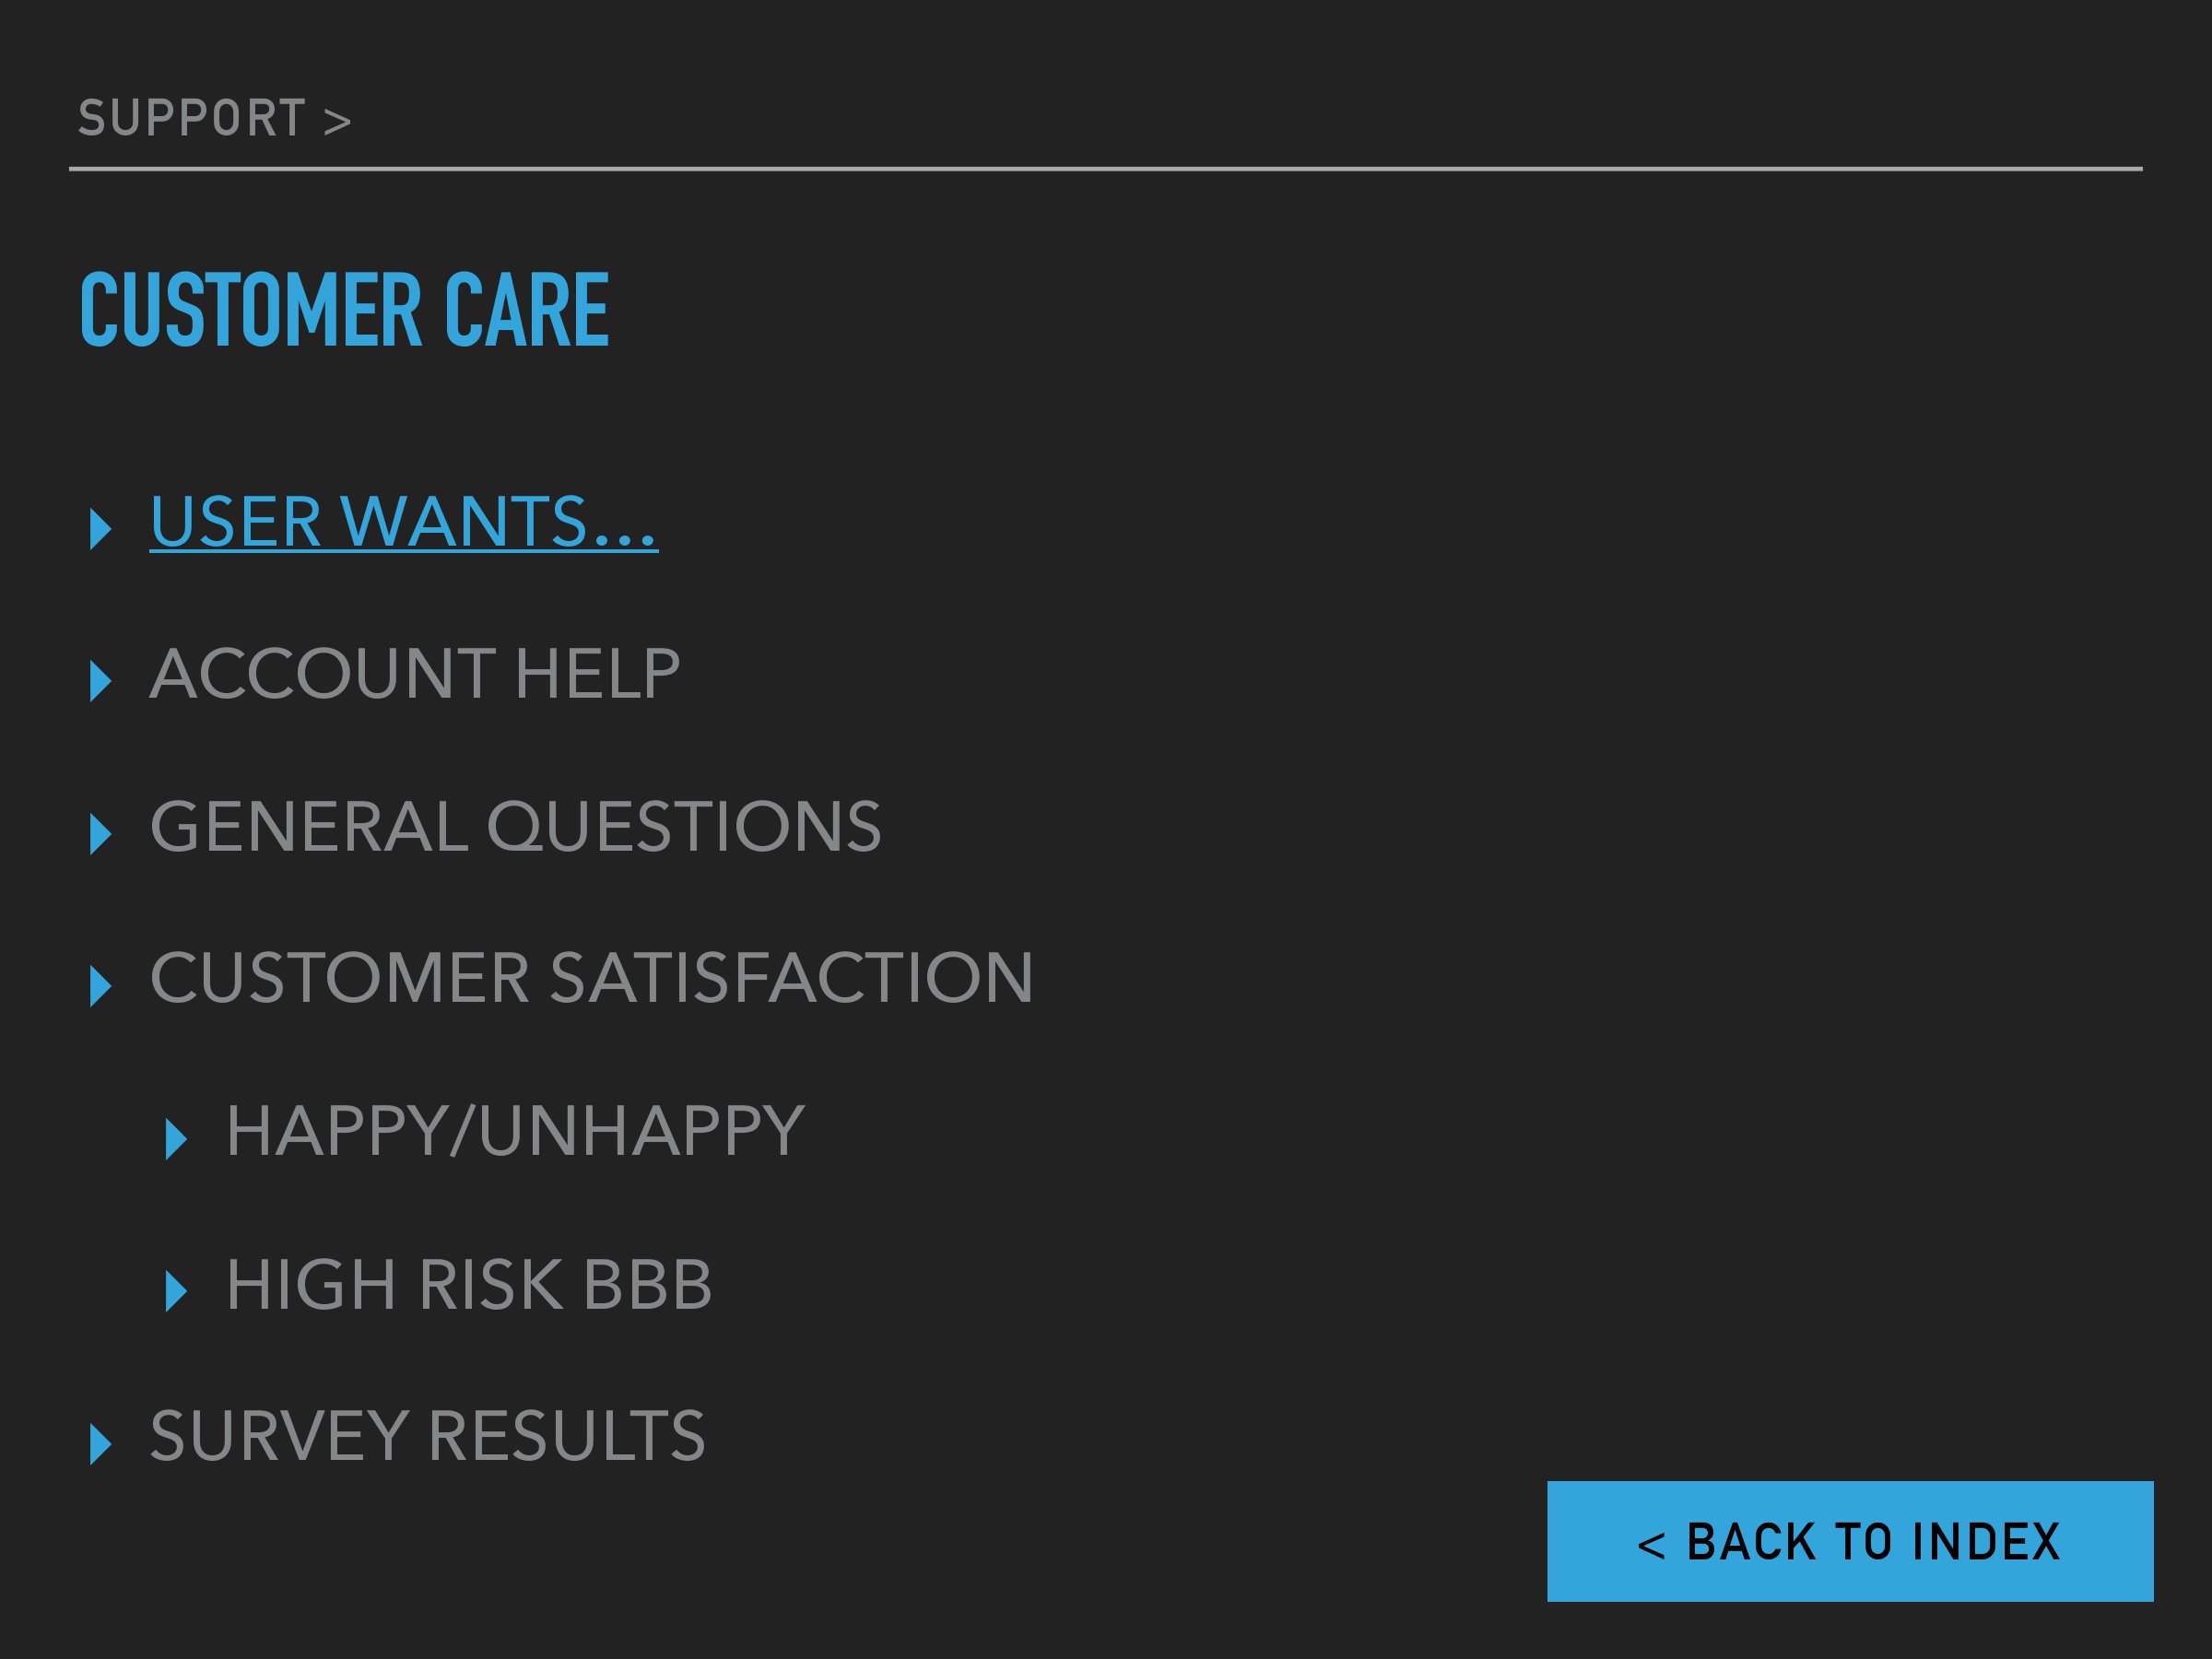 SUPPORT >
CUSTOMER CARE
USER WANTS...
ACCOUNT HELP
GENERAL QUESTIONS
CUSTOMER SATISFACTION
HAPPY/UNHAPPY
HIGH RISK BBB
SURVEY RESULTS
< BACK TO INDEX